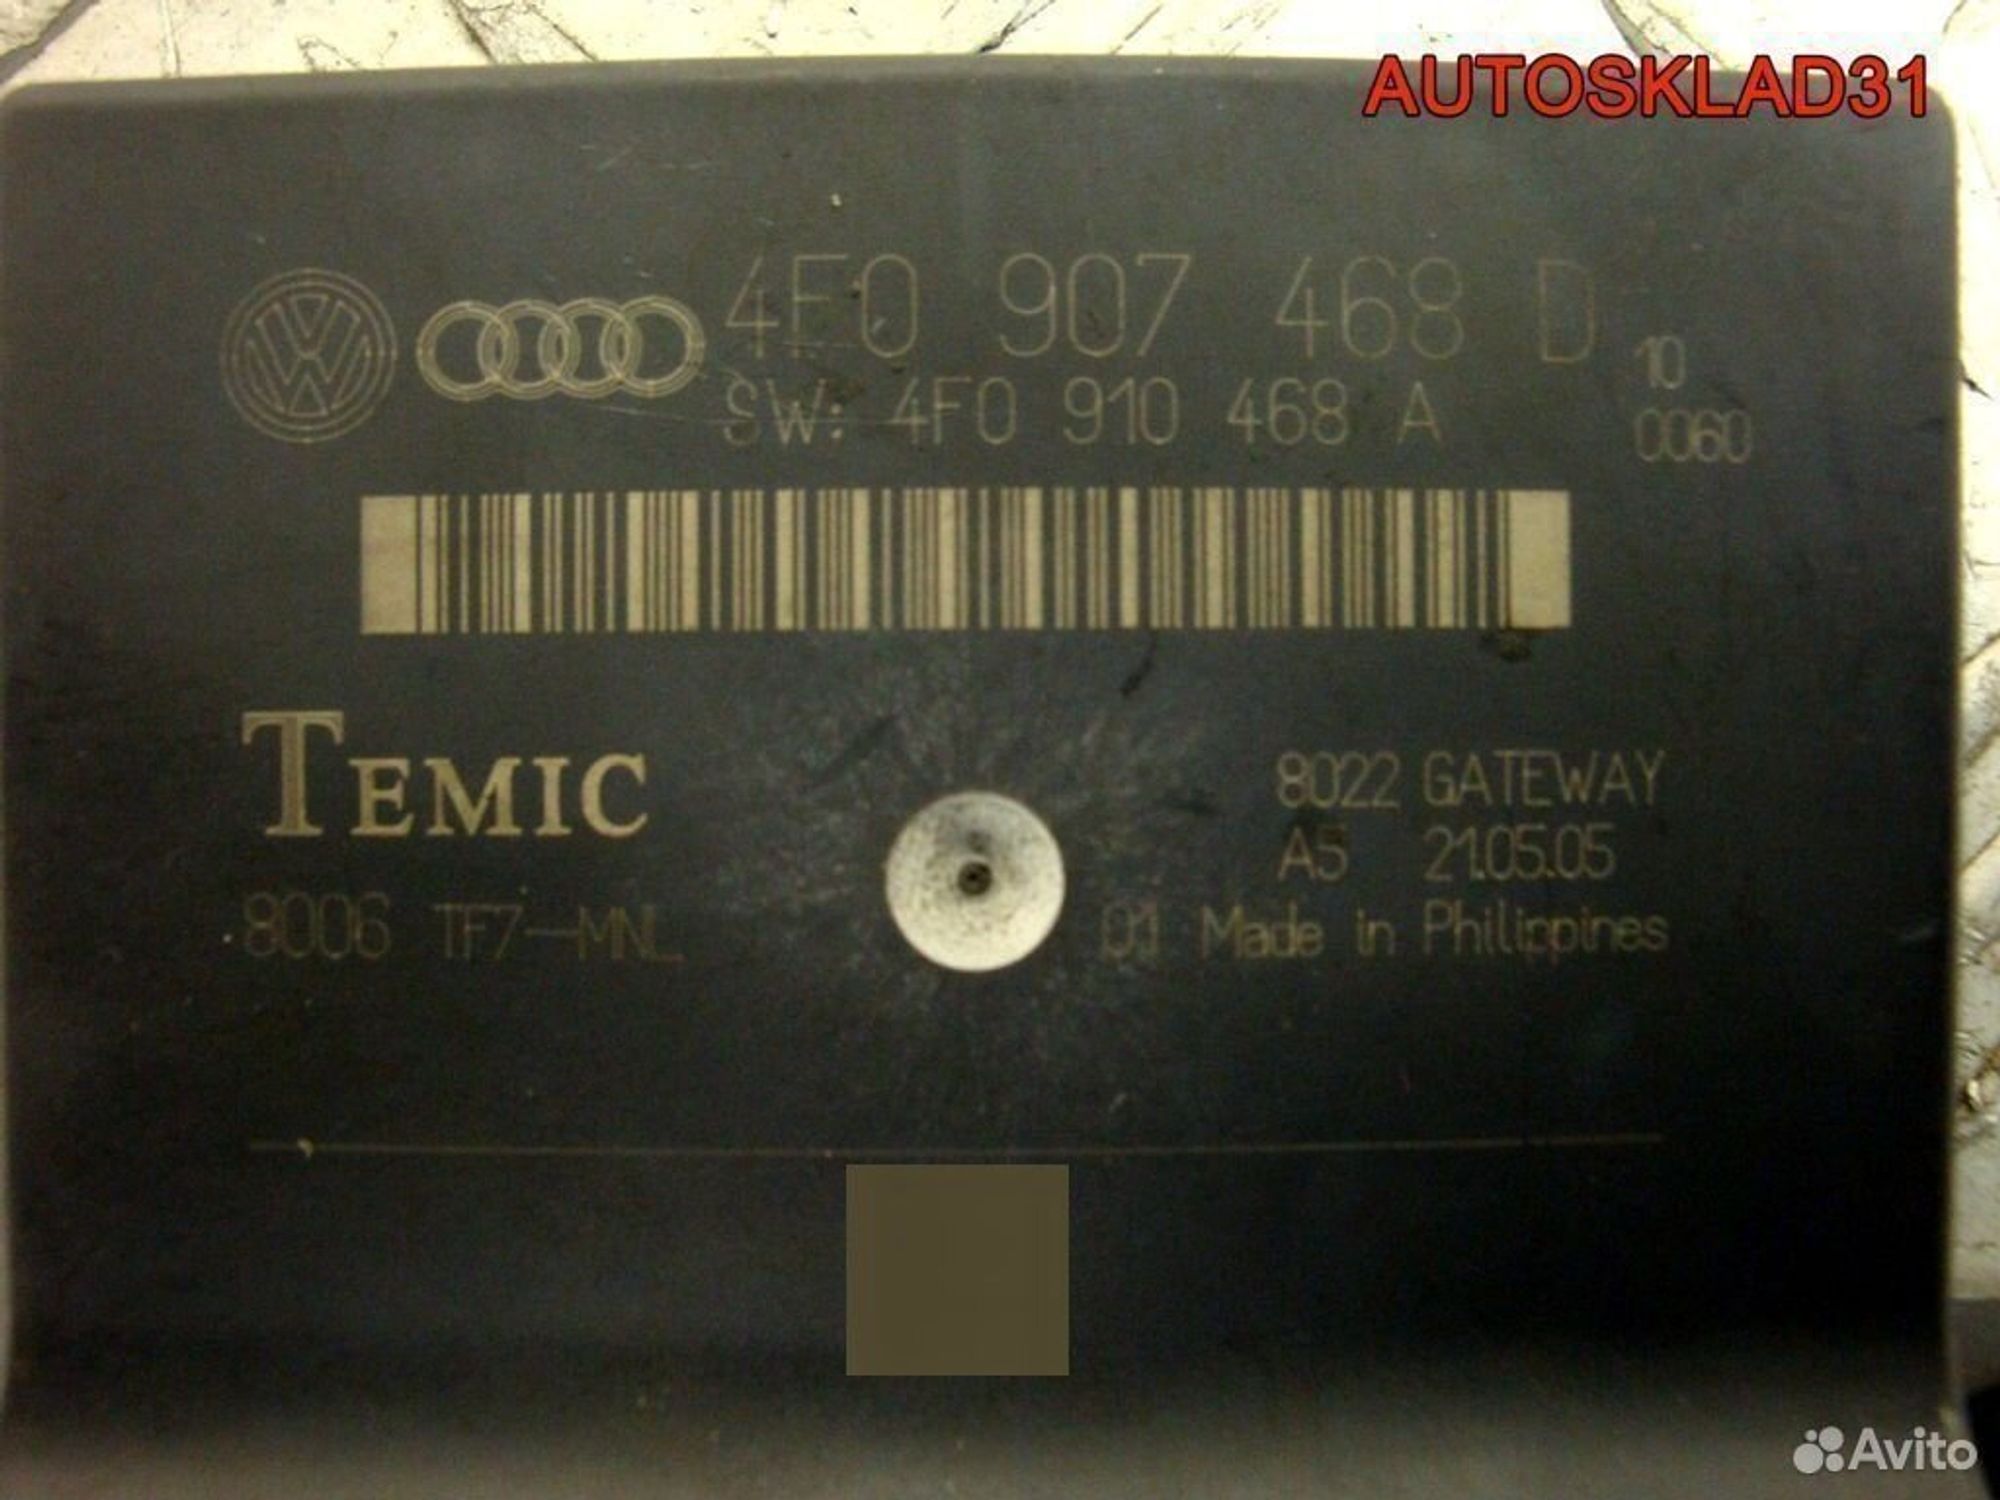 AUTOSKLAD31
4F0 907 468 D
SW: 4F0 910 468 A
10
0060
TEMIC
8022 GATEWAY
A5 21.05.05
8006 TF7-MNL
01 Made in Philippines
Avito